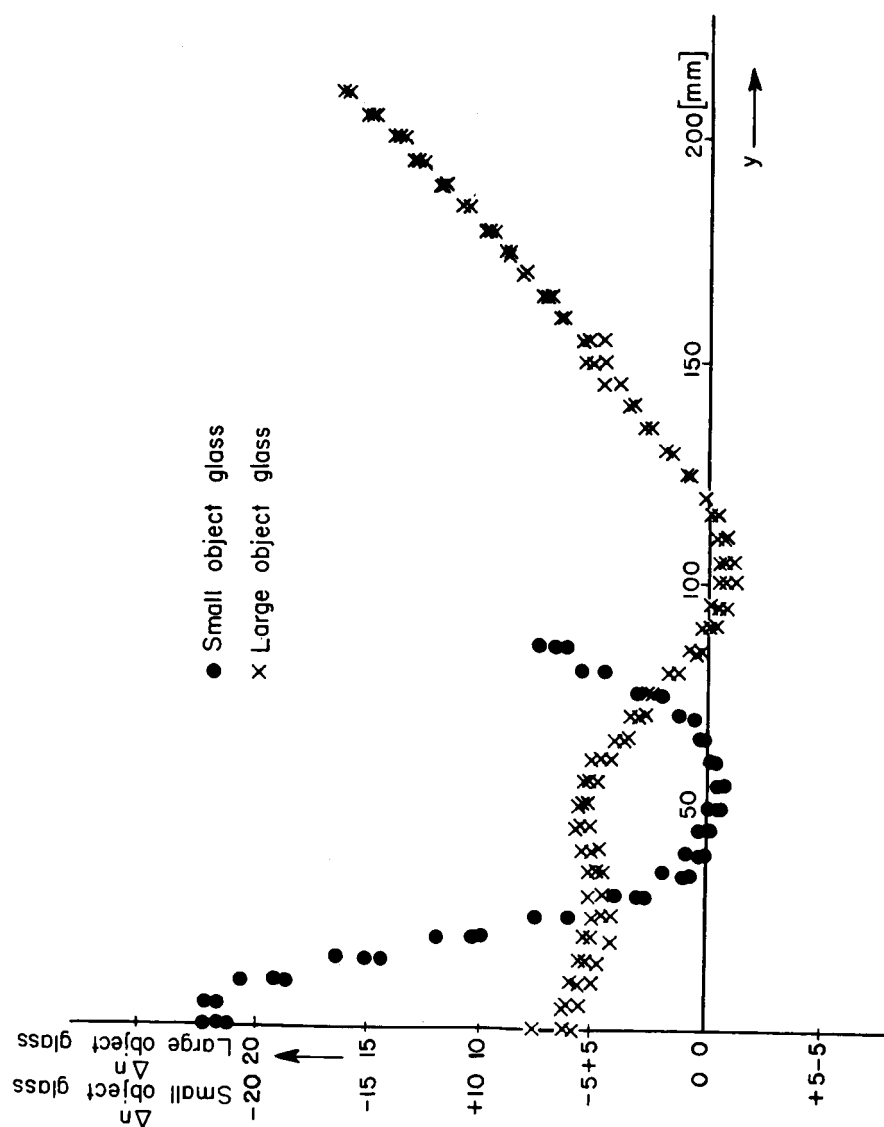 ● Small object glass
× Large object glass
Δn
Small object glass
Δn
Large object glass
-20 20
-15 15
+10 10
-5+5
0 0
+5-5
50
100
150
200 [mm]
y